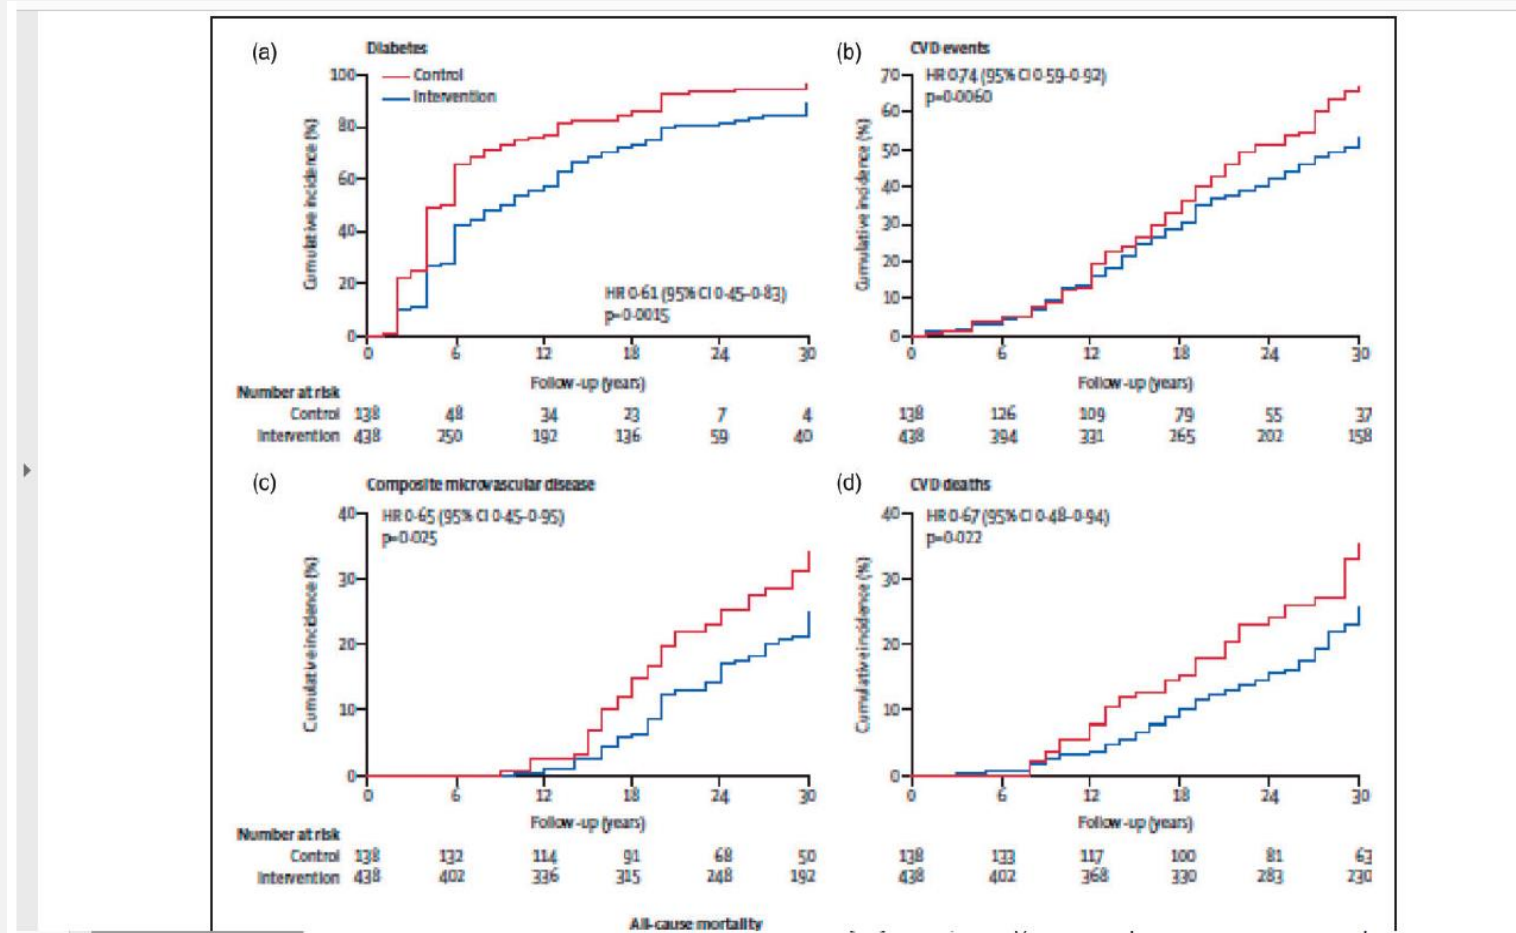 (a) Diabetes
Control
Intervention
Cumulative incidence (%)
100
80
60
40
20
0
HR 0·61 (95% CI 0·45–0·83)
p=0·0015
0 6 12 18 24 30
Follow-up (years)
Number at risk
Control 138 48 34 23 7 4
Intervention 438 250 192 136 59 40
(b) CVD events
HR 0·74 (95% CI 0·59–0·92)
p=0·0060
Cumulative incidence (%)
70
60
50
40
30
20
10
0
0 6 12 18 24 30
Follow-up (years)
138 126 109 79 55 37
438 394 331 265 202 158
(c) Composite microvascular disease
HR 0·65 (95% CI 0·45–0·95)
p=0·025
Cumulative incidence (%)
40
30
20
10
0
0 6 12 18 24 30
Follow-up (years)
Number at risk
Control 138 132 114 91 68 50
Intervention 438 402 336 315 248 192
(d) CVD deaths
HR 0·67 (95% CI 0·48–0·94)
p=0·022
Cumulative incidence (%)
40
30
20
10
0
0 6 12 18 24 30
Follow-up (years)
138 133 117 100 81 63
438 402 368 330 283 230
All-cause mortality